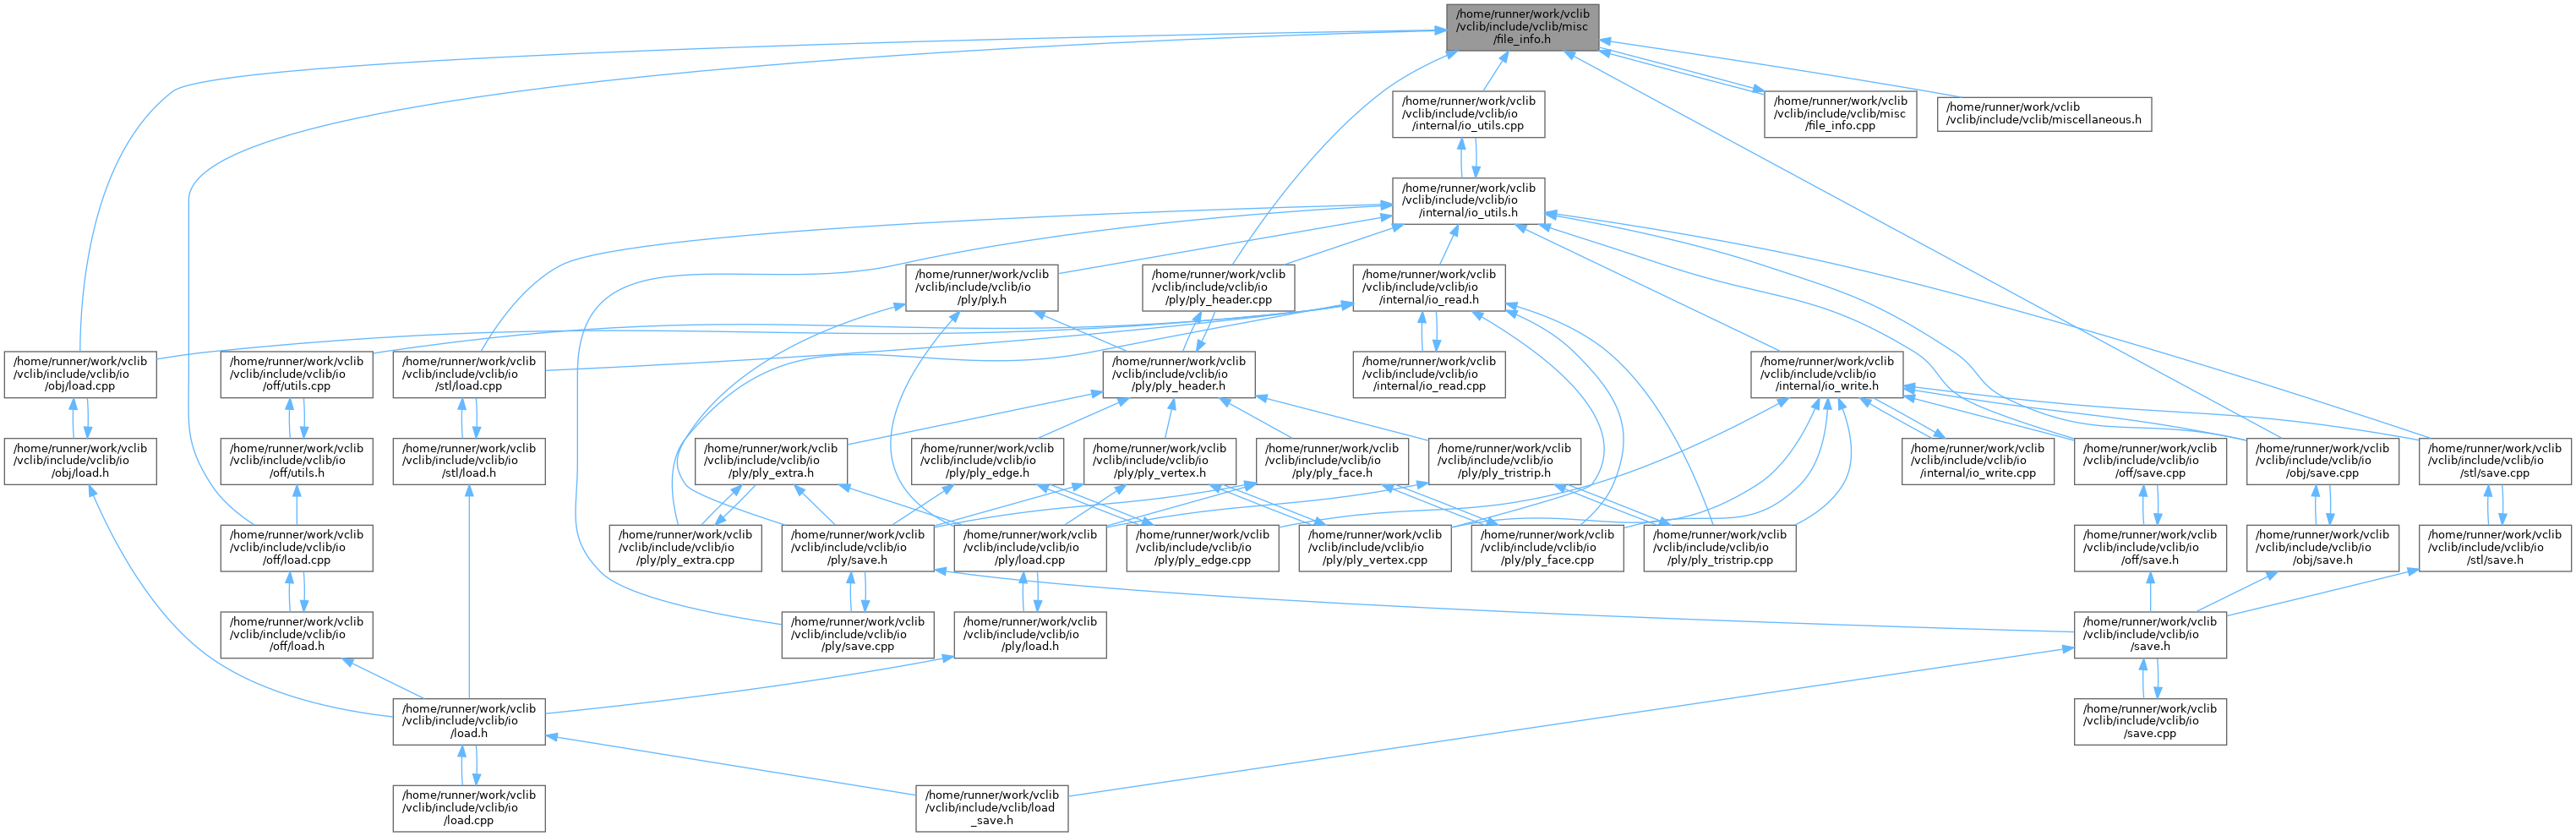 /home/runner/work/vclib
/vclib/include/vclib/misc
/file_info.h
/home/runner/work/vclib
/vclib/include/vclib/io
/internal/io_utils.cpp
/home/runner/work/vclib
/vclib/include/vclib/misc
/file_info.cpp
/home/runner/work/vclib
/vclib/include/vclib/miscellaneous.h
/home/runner/work/vclib
/vclib/include/vclib/io
/internal/io_utils.h
/home/runner/work/vclib
/vclib/include/vclib/io
/ply/ply.h
/home/runner/work/vclib
/vclib/include/vclib/io
/ply/ply_header.cpp
/home/runner/work/vclib
/vclib/include/vclib/io
/internal/io_read.h
/home/runner/work/vclib
/vclib/include/vclib/io
/obj/load.cpp
/home/runner/work/vclib
/vclib/include/vclib/io
/off/utils.cpp
/home/runner/work/vclib
/vclib/include/vclib/io
/stl/load.cpp
/home/runner/work/vclib
/vclib/include/vclib/io
/ply/ply_header.h
/home/runner/work/vclib
/vclib/include/vclib/io
/internal/io_read.cpp
/home/runner/work/vclib
/vclib/include/vclib/io
/internal/io_write.h
/home/runner/work/vclib
/vclib/include/vclib/io
/obj/load.h
/home/runner/work/vclib
/vclib/include/vclib/io
/off/utils.h
/home/runner/work/vclib
/vclib/include/vclib/io
/stl/load.h
/home/runner/work/vclib
/vclib/include/vclib/io
/ply/ply_extra.h
/home/runner/work/vclib
/vclib/include/vclib/io
/ply/ply_edge.h
/home/runner/work/vclib
/vclib/include/vclib/io
/ply/ply_vertex.h
/home/runner/work/vclib
/vclib/include/vclib/io
/ply/ply_face.h
/home/runner/work/vclib
/vclib/include/vclib/io
/ply/ply_tristrip.h
/home/runner/work/vclib
/vclib/include/vclib/io
/internal/io_write.cpp
/home/runner/work/vclib
/vclib/include/vclib/io
/off/save.cpp
/home/runner/work/vclib
/vclib/include/vclib/io
/obj/save.cpp
/home/runner/work/vclib
/vclib/include/vclib/io
/stl/save.cpp
/home/runner/work/vclib
/vclib/include/vclib/io
/off/load.cpp
/home/runner/work/vclib
/vclib/include/vclib/io
/ply/ply_extra.cpp
/home/runner/work/vclib
/vclib/include/vclib/io
/ply/save.h
/home/runner/work/vclib
/vclib/include/vclib/io
/ply/load.cpp
/home/runner/work/vclib
/vclib/include/vclib/io
/ply/ply_edge.cpp
/home/runner/work/vclib
/vclib/include/vclib/io
/ply/ply_vertex.cpp
/home/runner/work/vclib
/vclib/include/vclib/io
/ply/ply_face.cpp
/home/runner/work/vclib
/vclib/include/vclib/io
/ply/ply_tristrip.cpp
/home/runner/work/vclib
/vclib/include/vclib/io
/off/save.h
/home/runner/work/vclib
/vclib/include/vclib/io
/obj/save.h
/home/runner/work/vclib
/vclib/include/vclib/io
/stl/save.h
/home/runner/work/vclib
/vclib/include/vclib/io
/off/load.h
/home/runner/work/vclib
/vclib/include/vclib/io
/ply/save.cpp
/home/runner/work/vclib
/vclib/include/vclib/io
/ply/load.h
/home/runner/work/vclib
/vclib/include/vclib/io
/save.h
/home/runner/work/vclib
/vclib/include/vclib/io
/load.h
/home/runner/work/vclib
/vclib/include/vclib/io
/save.cpp
/home/runner/work/vclib
/vclib/include/vclib/io
/load.cpp
/home/runner/work/vclib
/vclib/include/vclib/load
_save.h